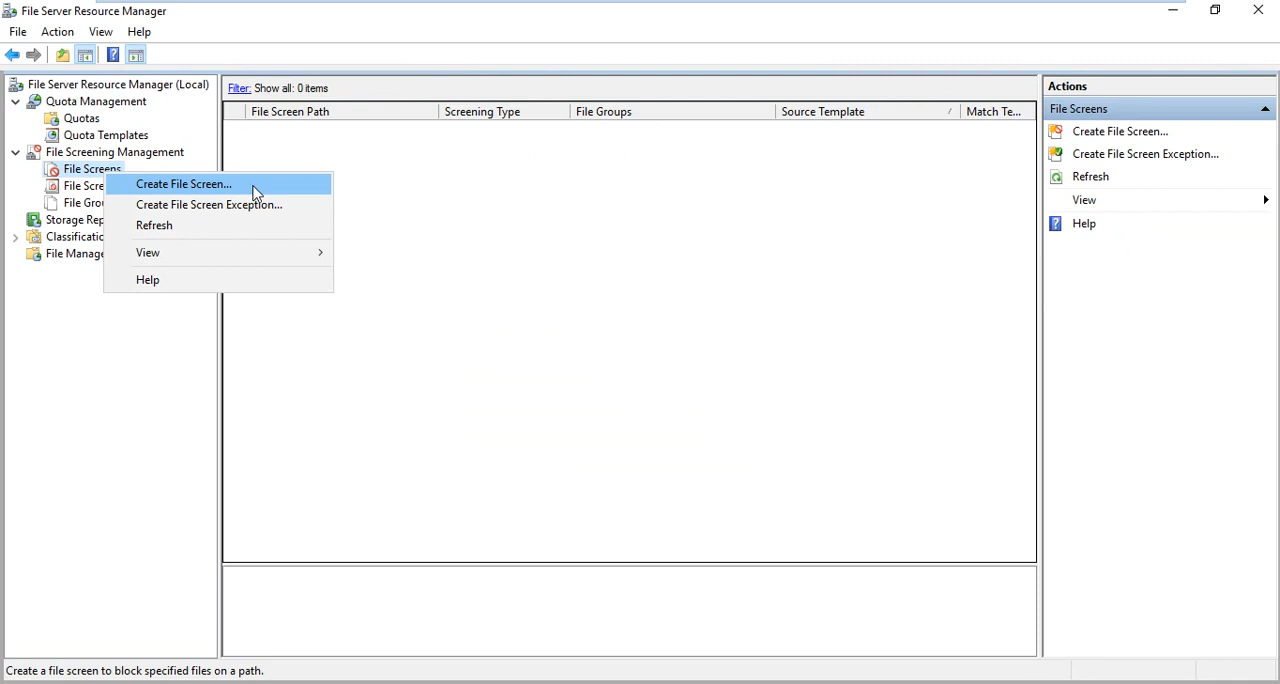 File Server Resource Manager
File Action View Help
File Server Resource Manager (Local)
Quota Management
Quotas
Quota Templates
File Screening Management
File Screens
File Scre
File Grou
Storage Rep
Classificatio
File Manage
Create File Screen...
Create File Screen Exception...
Refresh
View
Help
Filter: Show all: 0 items
File Screen Path Screening Type File Groups Source Template Match Te...
Actions
File Screens
Create File Screen...
Create File Screen Exception...
Refresh
View
Help
Create a file screen to block specified files on a path.